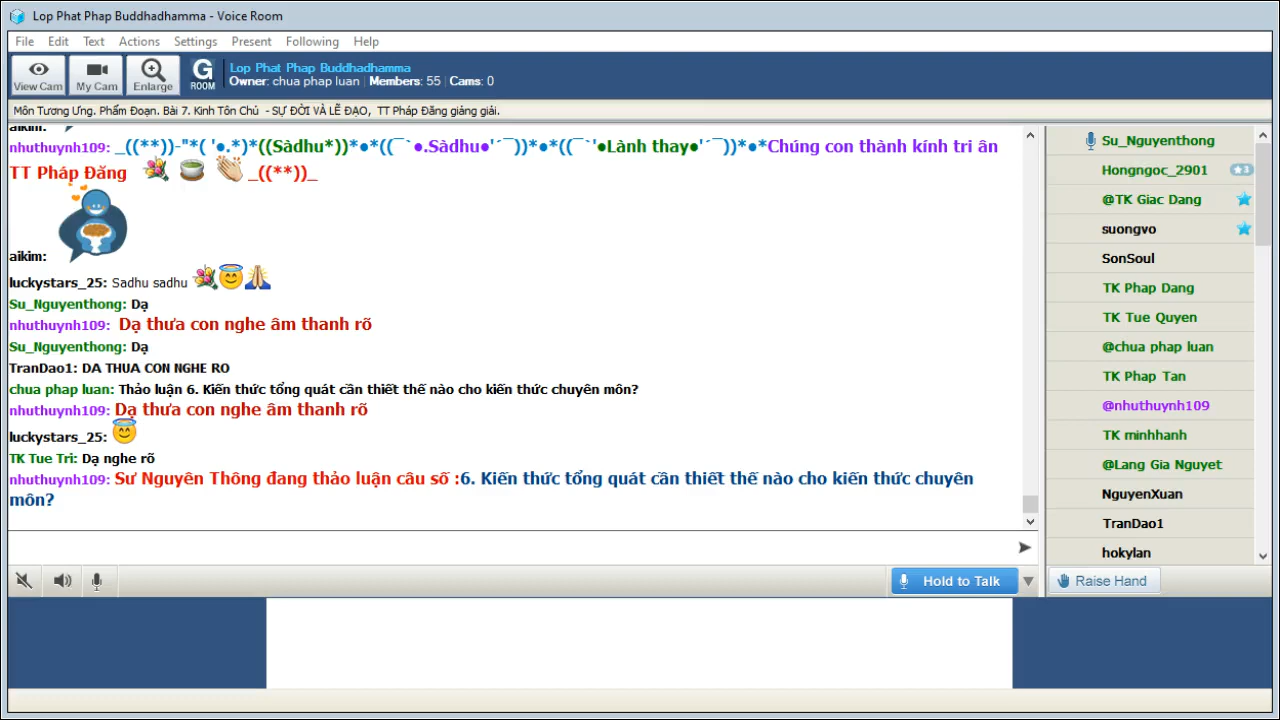 Lop Phat Phap Buddhadhamma - Voice Room
File Edit Text Actions Settings Present Following Help
View Cam My Cam Enlarge G ROOM
Lop Phat Phap Buddhadhamma
Owner: chua phap luan Members: 55 Cams: 0
Môn Tương Ưng. Phẩm Đoạn. Bài 7. Kinh Tôn Chủ - SỰ ĐỜI VÀ LẼ ĐẠO, TT Pháp Đăng giảng giải.
aikim:
nhuthuynh109: _((**))-"*( '●.*)*((Sàdhu*))*●*((¯`●.Sàdhu●'´¯))*●*((¯`'●Lành thay●'´¯))*●*Chúng con thành kính tri ân
TT Pháp Đăng _((**))_
aikim:
luckystars_25: Sadhu sadhu
Su_Nguyenthong: Dạ
nhuthuynh109: Dạ thưa con nghe âm thanh rõ
Su_Nguyenthong: Dạ
TranDao1: DA THUA CON NGHE RO
chua phap luan: Thảo luận 6. Kiến thức tổng quát cần thiết thế nào cho kiến thức chuyên môn?
nhuthuynh109: Dạ thưa con nghe âm thanh rõ
luckystars_25:
TK Tue Tri: Dạ nghe rõ
nhuthuynh109: Sư Nguyên Thông đang thảo luận câu số :6. Kiến thức tổng quát cần thiết thế nào cho kiến thức chuyên
môn?
Su_Nguyenthong
Hongngoc_2901 3
@TK Giac Dang
suongvo
SonSoul
TK Phap Dang
TK Tue Quyen
@chua phap luan
TK Phap Tan
@nhuthuynh109
TK minhhanh
@Lang Gia Nguyet
NguyenXuan
TranDao1
hokylan
Hold to Talk
Raise Hand